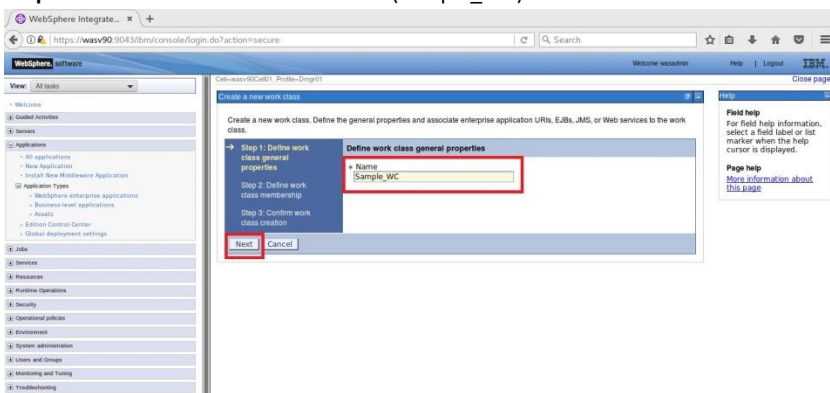 WebSphere Integrate...
https://wasv90:9043/ibm/console/login.do?action=secure
Search
WebSphere. software
Welcome wasadmin
Help | Logout
IBM.
View: All tasks
Cell=wasv90Cell01, Profile=Dmgr01
Close page
Welcome
Guided Activities
Servers
Applications
All applications
New Application
Install New Middleware Application
Application Types
WebSphere enterprise applications
Business-level applications
Assets
Edition Control Center
Global deployment settings
Jobs
Services
Resources
Runtime Operations
Security
Operational policies
Environment
System administration
Users and Groups
Monitoring and Tuning
Troubleshooting
Create a new work class
Create a new work class. Define the general properties and associate enterprise application URIs, EJBs, JMS, or Web services to the work
class.
Step 1: Define work
class general
properties
Step 2: Define work
class membership
Step 3: Confirm work
class creation
Define work class general properties
Name
Sample_WC
Next Cancel
Help
Field help
For field help information,
select a field label or list
marker when the help
cursor is displayed.
Page help
More information about
this page